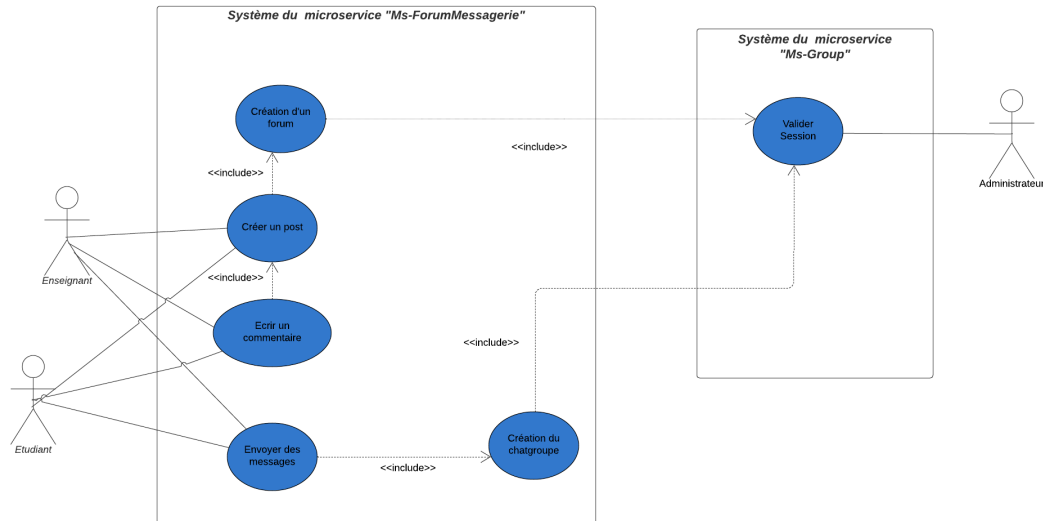 Système du microservice "Ms-ForumMessagerie"
Système du microservice
"Ms-Group"
Création d'un
forum
Valider
Session
<<include>>
<<include>>
Administrateur
Créer un post
Enseignant
<<include>>
Ecrir un
commentaire
<<include>>
Etudiant
Envoyer des
messages
Création du
chatgroupe
<<include>>